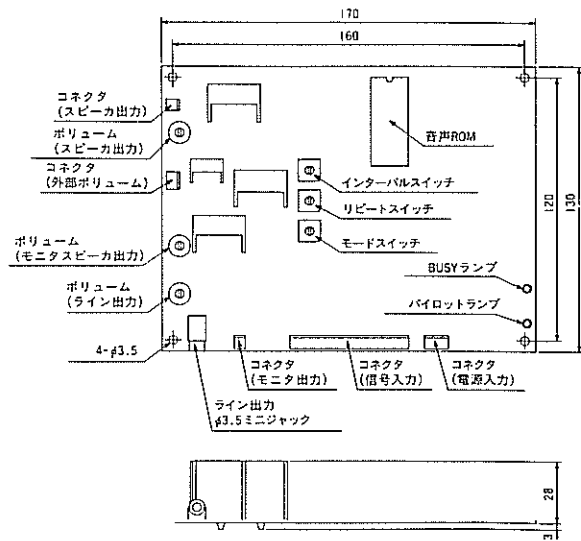 170
160
コネクタ
(スピーカ出力)
ボリューム
(スピーカ出力)
コネクタ
(外部ボリューム)
音声ROM
インターバルスイッチ
リピートスイッチ
モードスイッチ
120
130
ボリューム
(モニタスピーカ出力)
BUSYランプ
ボリューム
(ライン出力)
パイロットランプ
4-φ3.5
コネクタ
(モニタ出力)
コネクタ
(信号入力)
コネクタ
(電源入力)
ライン出力
φ3.5ミニジャック
28
3